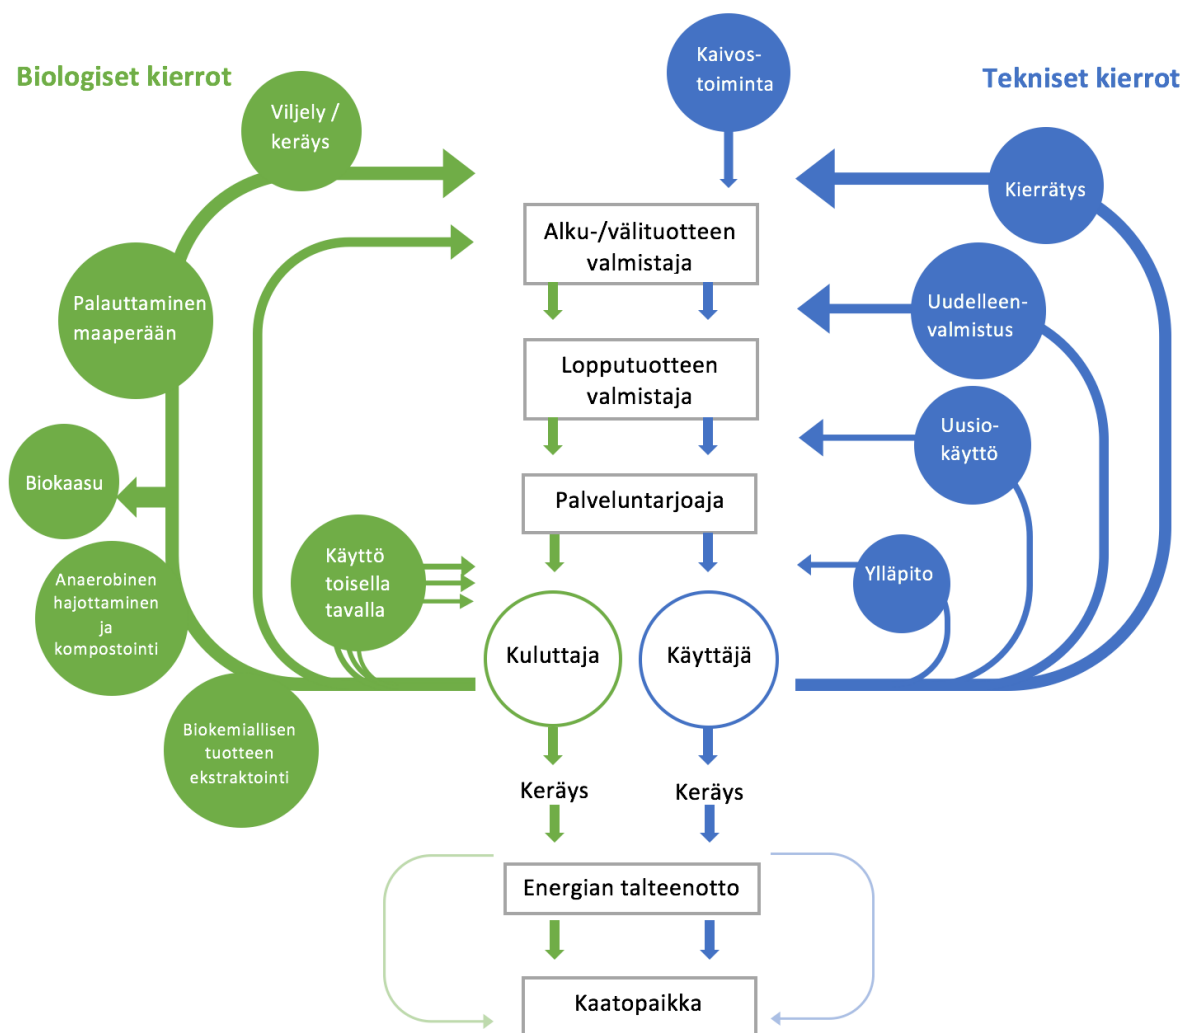 Biologiset kierrot
Tekniset kierrot
Kaivos-
toiminta
Viljely /
keräys
Kierrätys
Alku-/välituotteen
valmistaja
Palauttaminen
maaperään
Uudelleen-
valmistus
Lopputuotteen
valmistaja
Uusio-
käyttö
Biokaasu
Palveluntarjoaja
Käyttö
toisella
tavalla
Ylläpito
Anaerobinen
hajottaminen
ja
kompostointi
Kuluttaja
Käyttäjä
Biokemiallisen
tuotteen
ekstraktointi
Keräys
Keräys
Energian talteenotto
Kaatopaikka